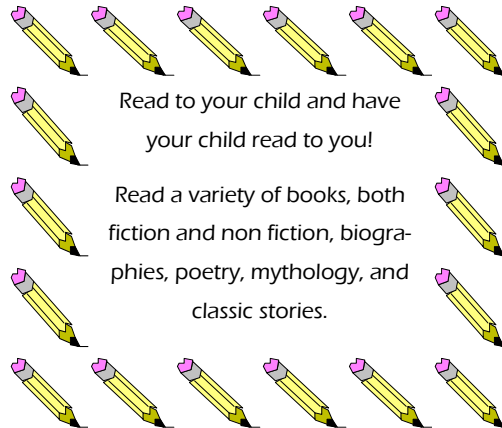 Read to your child and have
your child read to you!
Read a variety of books, both
fiction and non fiction, biogra-
phies, poetry, mythology, and
classic stories.